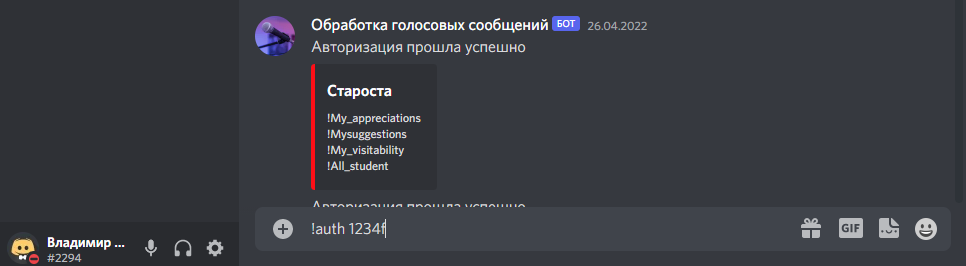 Обработка голосовых сообщений БОТ 26.04.2022
Авторизация прошла успешно
Староста
!My_appreciations
!Mysuggestions
!My_visitability
!All_student
Авторизация прошла успешно
!auth 1234f
GIF
Владимир ...
#2294